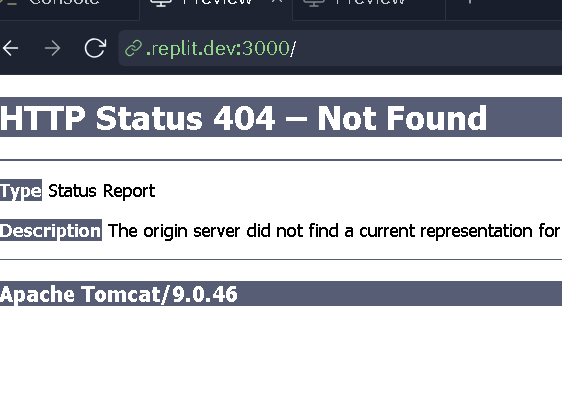 Console Preview × Preview +
.replit.dev:3000/
HTTP Status 404 – Not Found
Type Status Report
Description The origin server did not find a current representation for
Apache Tomcat/9.0.46